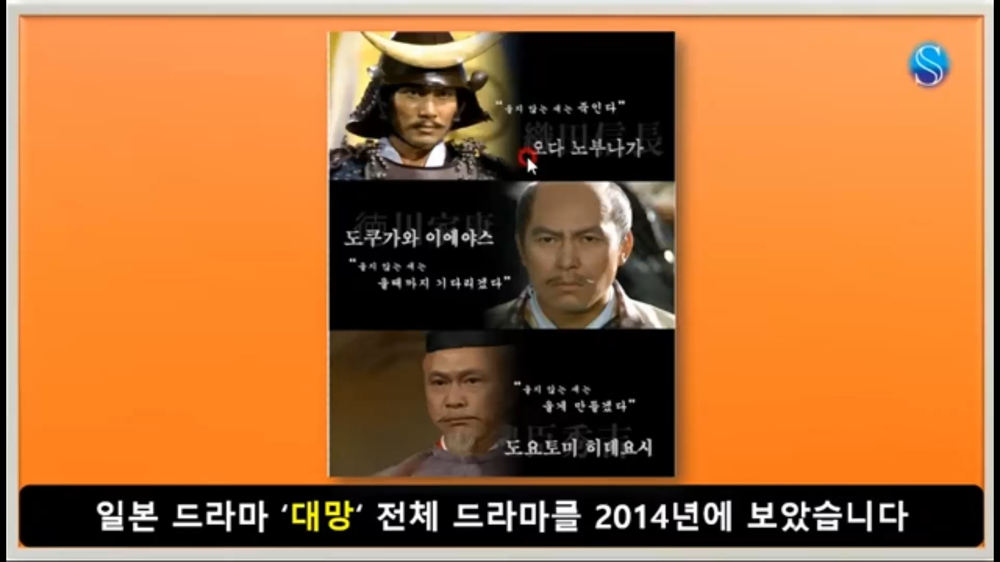 S
“울지 않는 새는 죽인다”
織田信長
오다 노부나가
徳川家康
도쿠가와 이에야스
“울지 않는 새는
울때까지 기다리겠다”
“울지 않는 새는
울게 만들겠다”
臣秀吉
도요토미 히데요시
일본 드라마 ‘대망‘ 전체 드라마를 2014년에 보았습니다